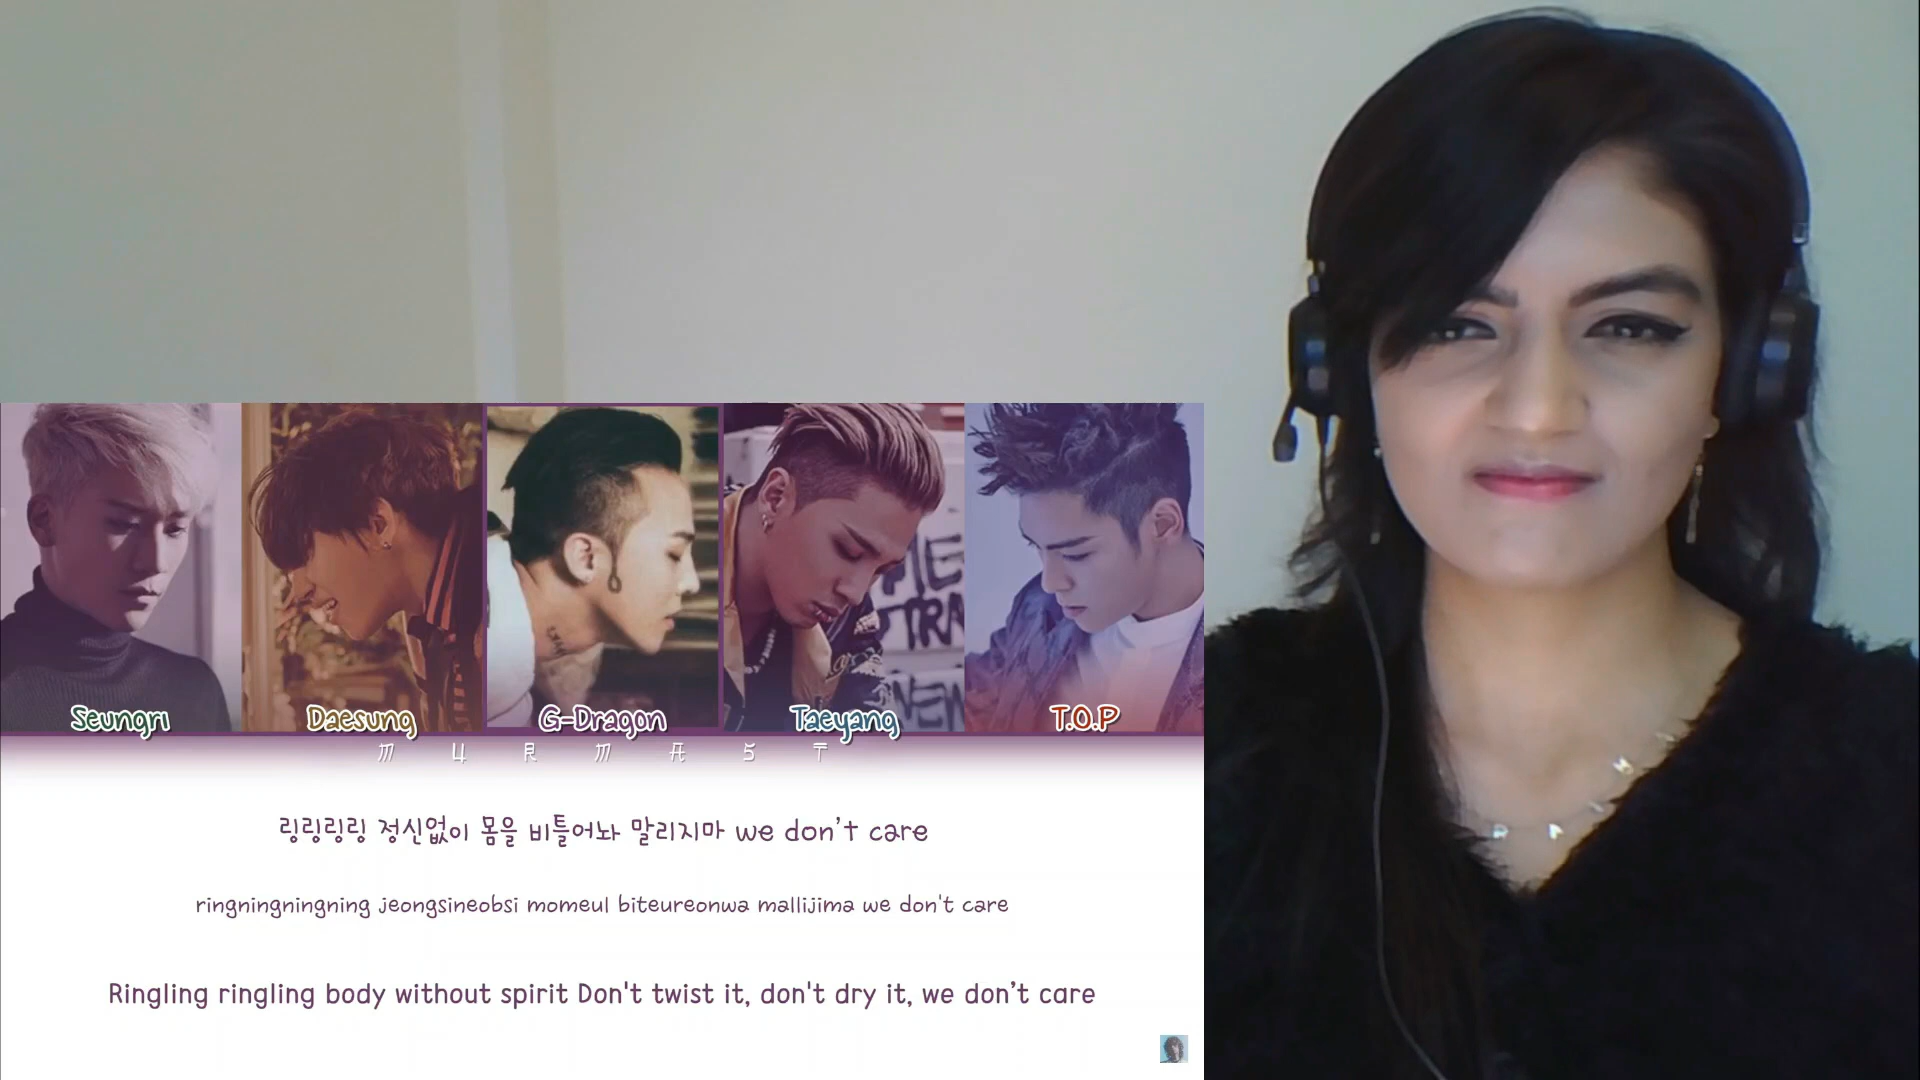 Seungri Daesung G-Dragon Taeyang T.O.P
M U R M A S T
링링링링 정신없이 몸을 비틀어놔 말리지마 we don’t care
ringningningning jeongsineobsi momeul biteureonwa mallijima we don't care
Ringling ringling body without spirit Don't twist it, don't dry it, we don’t care